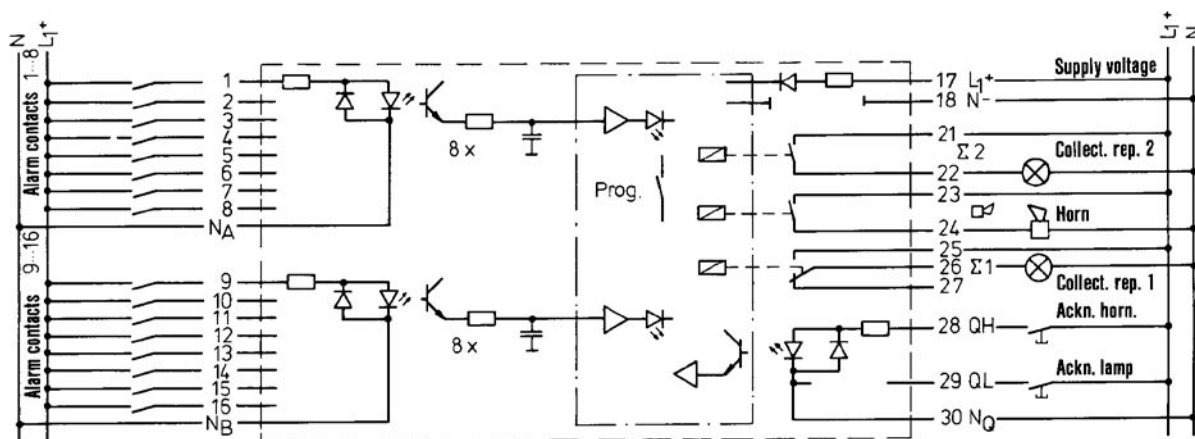 N
L1+
Alarm contacts 1...8
1
2
3
4
5
6
7
8
NA
8 x
Alarm contacts 9...16
9
10
11
12
13
14
15
16
NB
8 x
Prog.
L1+
N
17 L1+ Supply voltage
18 N-
21
Σ2 Collect. rep. 2
22
23
Horn
24
25
26 Σ1
27 Collect. rep. 1
Ackn. horn.
28 QH
Ackn. lamp
29 QL
30 NQ